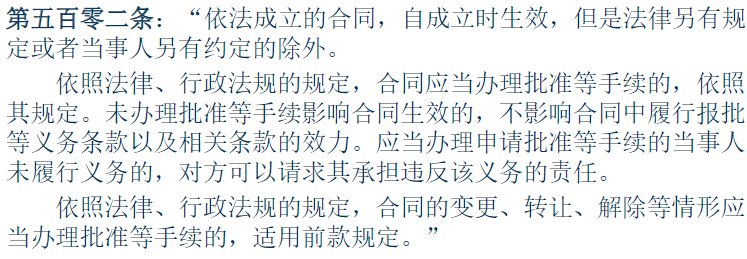 第五百零二条：“依法成立的合同，自成立时生效，但是法律另有规
定或者当事人另有约定的除外。
依照法律、行政法规的规定，合同应当办理批准等手续的，依照
其规定。未办理批准等手续影响合同生效的，不影响合同中履行报批
等义务条款以及相关条款的效力。应当办理申请批准等手续的当事人
未履行义务的，对方可以请求其承担违反该义务的责任。
依照法律、行政法规的规定，合同的变更、转让、解除等情形应
当办理批准等手续的，适用前款规定。”